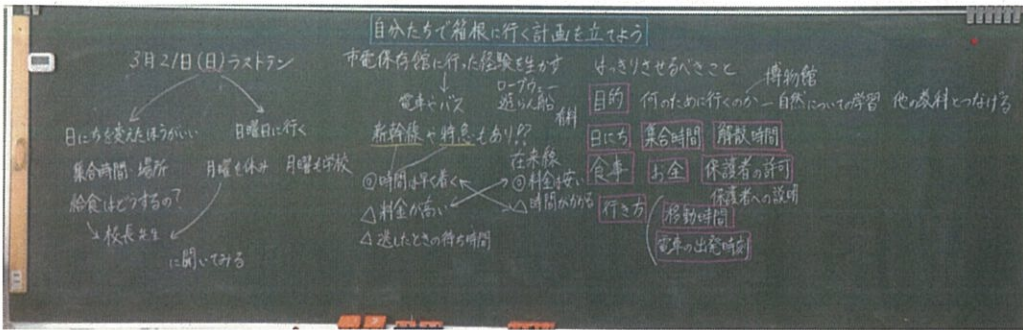 自分たちで箱根に行く計画を立てよう
3月21日(日)ラストラン
日にちを変えたほうがいい
日曜日に行く
集合時間 場所
月曜も休み
月曜も学校
給食はどうするの?
校長先生
に聞いてみる
市電保存館に行った経験を生かす
電車やバス
ロープウェー
遊らん船
有料
新幹線や特急もあり!?
在来線
◎時間は早く着く
◎料金は安い
△料金が高い
△時間がかかる
△逃したときの待ち時間
はっきりさせるべきこと
博物館
目的 何のために行くのか―自然についての学習 他の教科とつなげる
日にち 集合時間 解散時間
食事 お金 保護者の許可
保護者への説明
行き方 移動時間
電車の出発時刻